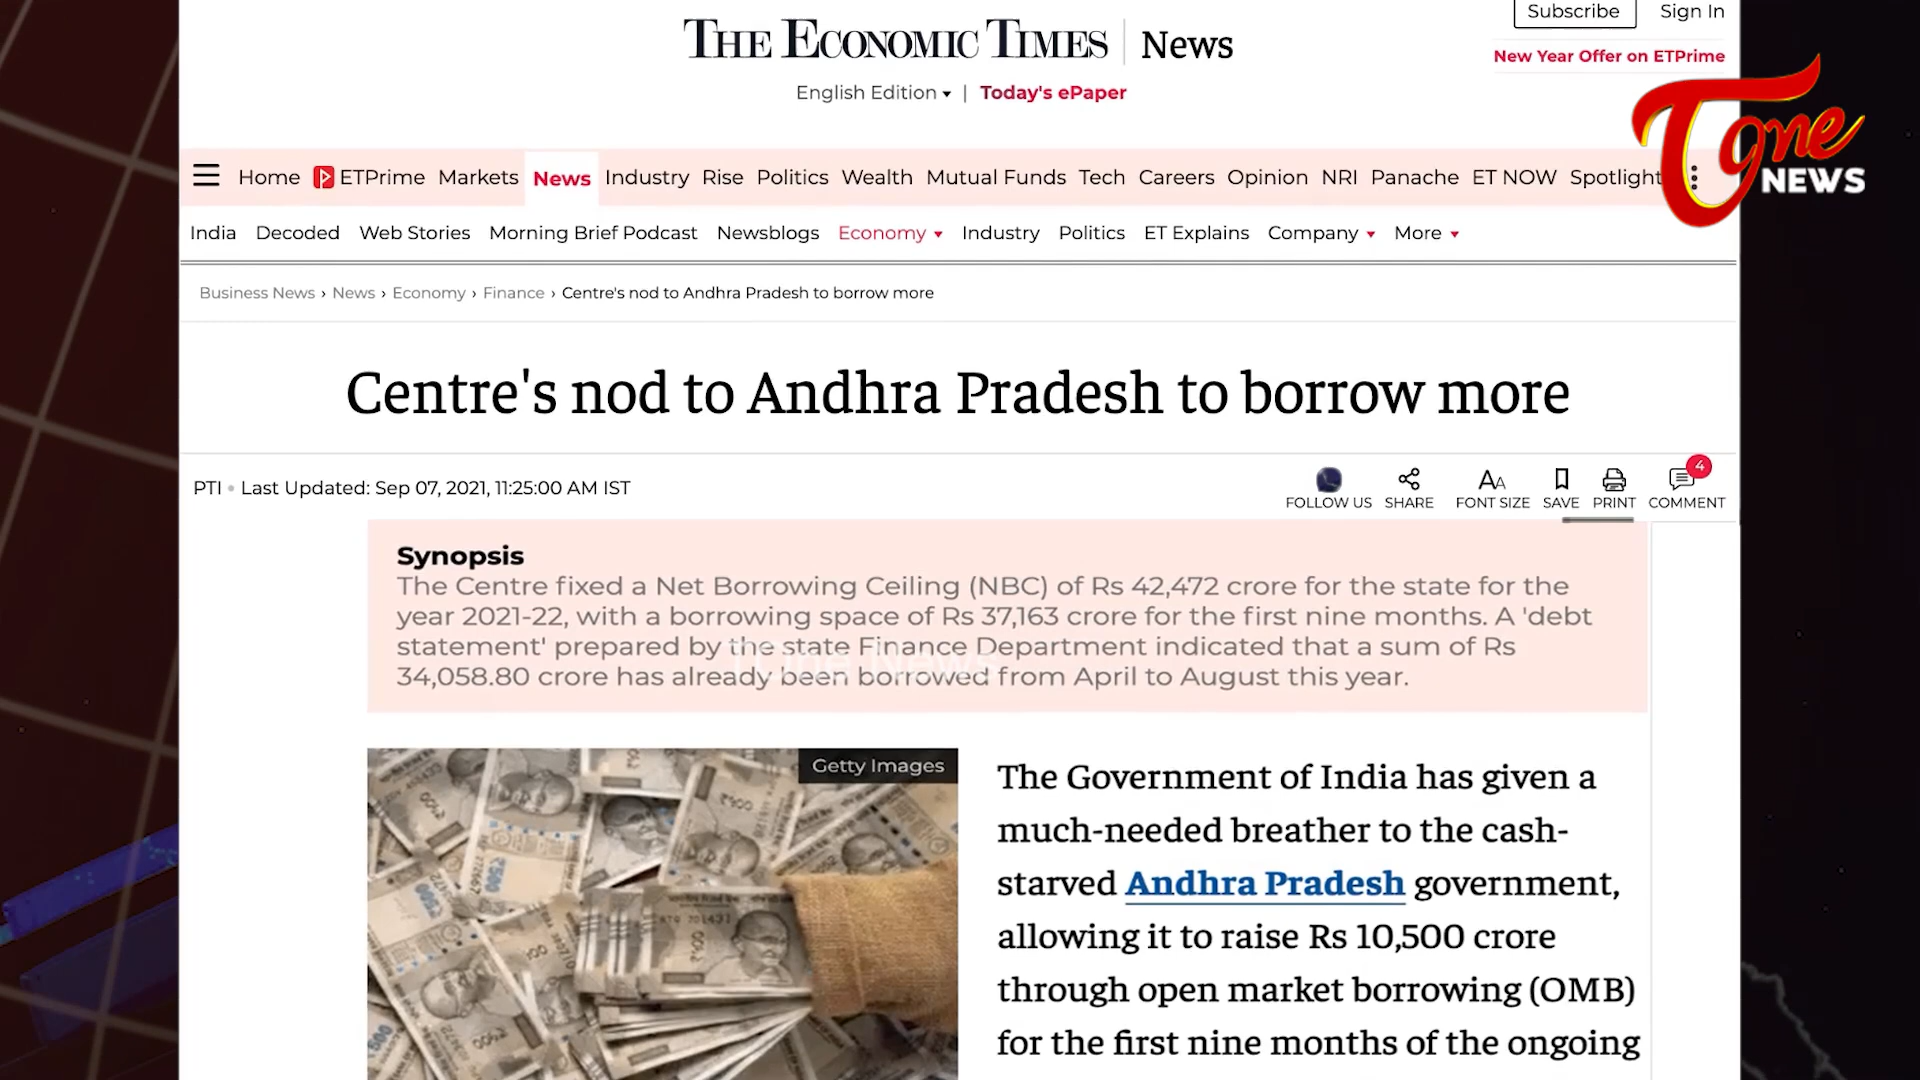 THE ECONOMIC TIMES | News
Subscribe Sign In
New Year Offer on ETPrime
English Edition | Today's ePaper
Tone
NEWS
Home ETPrime Markets News Industry Rise Politics Wealth Mutual Funds Tech Careers Opinion NRI Panache ET NOW Spotlight
India Decoded Web Stories Morning Brief Podcast Newsblogs Economy Industry Politics ET Explains Company More
Business News › News › Economy › Finance › Centre's nod to Andhra Pradesh to borrow more
Centre's nod to Andhra Pradesh to borrow more
PTI • Last Updated: Sep 07, 2021, 11:25:00 AM IST
4
FOLLOW US SHARE FONT SIZE SAVE PRINT COMMENT
Synopsis
The Centre fixed a Net Borrowing Ceiling (NBC) of Rs 42,472 crore for the state for the
year 2021-22, with a borrowing space of Rs 37,163 crore for the first nine months. A 'debt
statement' prepared by the state Finance Department indicated that a sum of Rs
34,058.80 crore has already been borrowed from April to August this year.
TOne News
Getty Images
The Government of India has given a
much-needed breather to the cash-
starved Andhra Pradesh government,
allowing it to raise Rs 10,500 crore
through open market borrowing (OMB)
for the first nine months of the ongoing